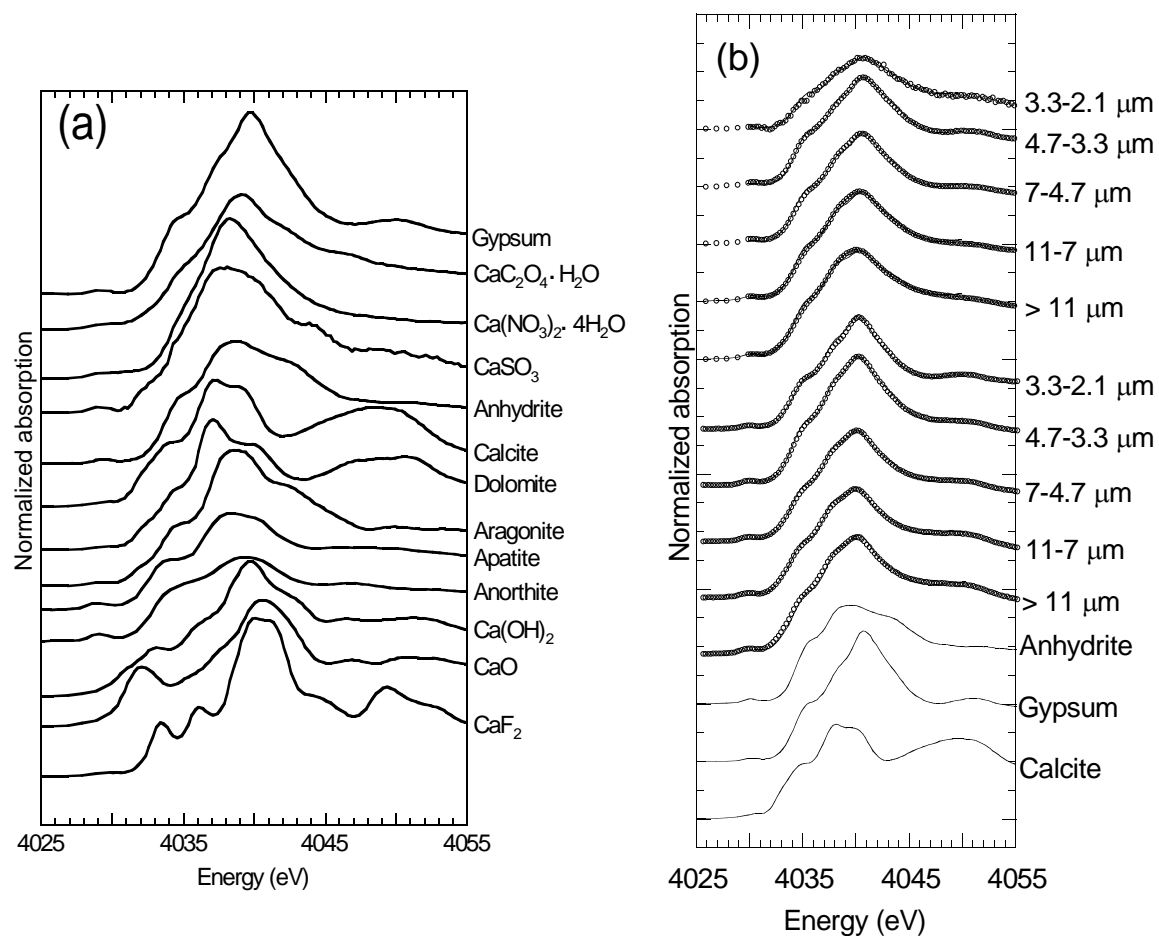 (a)
Gypsum
CaC₂O₄· H₂O
Ca(NO₃)₂· 4H₂O
CaSO₃
Anhydrite
Calcite
Dolomite
Aragonite
Apatite
Anorthite
Ca(OH)₂
CaO
CaF₂
Normalized absorption
4025
4035
4045
4055
Energy (eV)
(b)
3.3-2.1 μm
4.7-3.3 μm
7-4.7 μm
11-7 μm
> 11 μm
3.3-2.1 μm
4.7-3.3 μm
7-4.7 μm
11-7 μm
> 11 μm
Anhydrite
Gypsum
Calcite
Normalized absorption
4025
4035
4045
4055
Energy (eV)